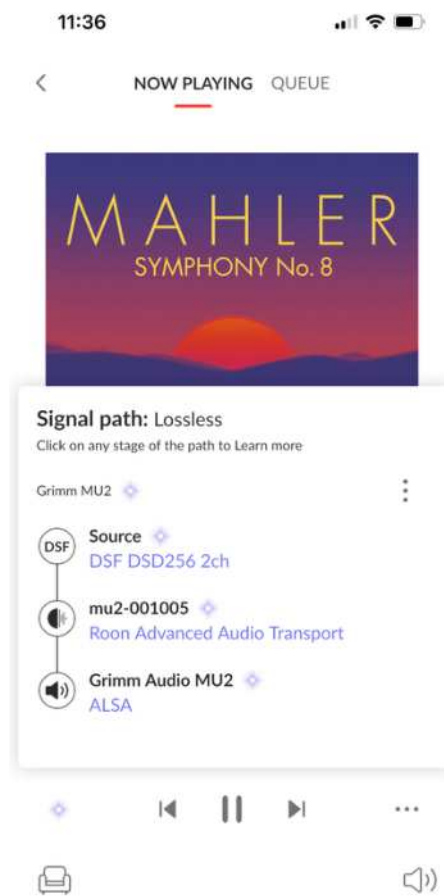 11:36
NOW PLAYING QUEUE
MAHLER
SYMPHONY No. 8
Signal path: Lossless
Click on any stage of the path to Learn more
Grimm MU2
DSF
Source
DSF DSD256 2ch
mu2-001005
Roon Advanced Audio Transport
Grimm Audio MU2
ALSA